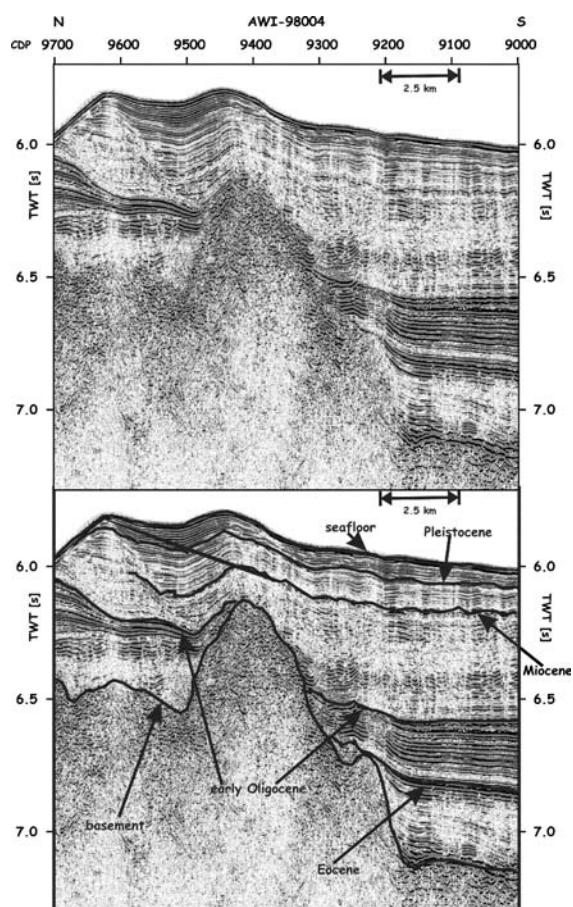 N AWI-98004 S
CDP 9700 9600 9500 9400 9300 9200 9100 9000
2.5 km
6.0 6.0
TWT [s] TWT [s]
6.5 6.5
7.0 7.0
2.5 km
seafloor
Pleistocene
6.0 6.0
TWT [s] TWT [s]
Miocene
6.5 6.5
early Oligocene
basement
7.0 7.0
Eocene